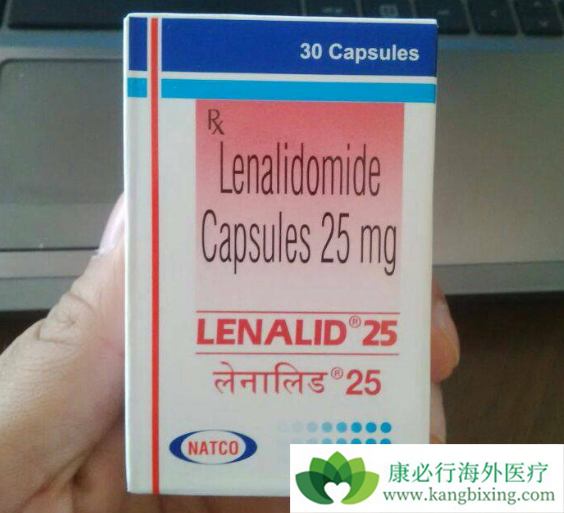 30 Capsules
Rx
Lenalidomide
Capsules 25 mg
LENALID® 25
लेनालिड® 25
NATCO
康必行海外医疗
www.kangbixing.com